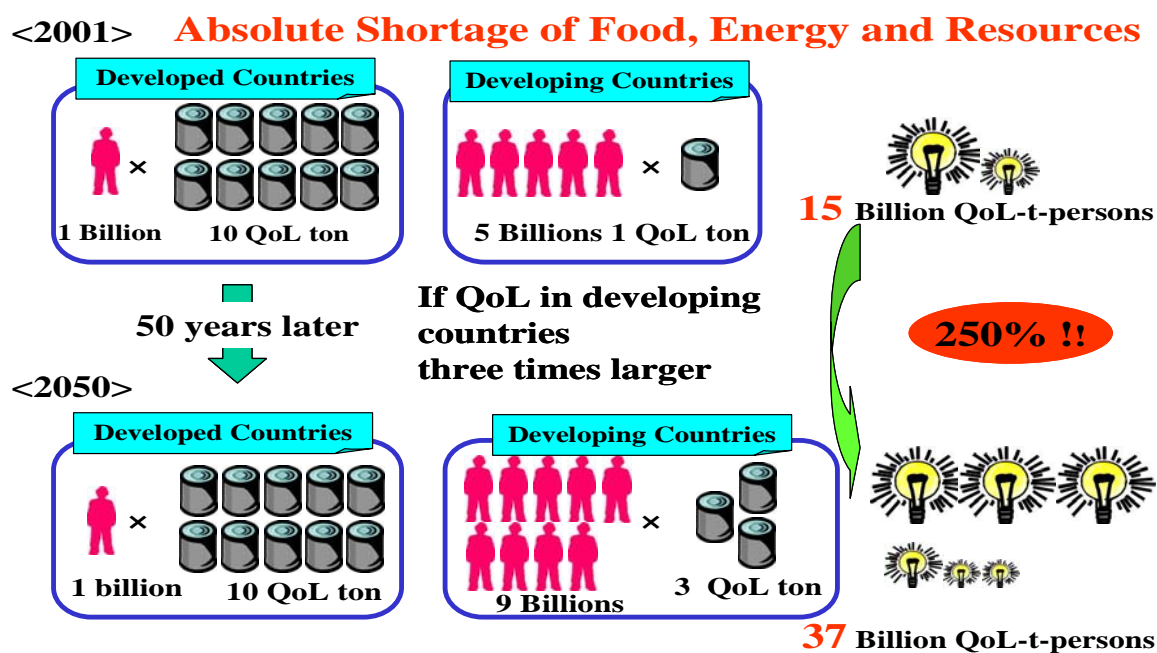 <2001> Absolute Shortage of Food, Energy and Resources
Developed Countries
×
1 Billion 10 QoL ton
Developing Countries
×
5 Billions 1 QoL ton
15 Billion QoL-t-persons
50 years later
If QoL in developing
countries
three times larger
250% !!
<2050>
Developed Countries
×
1 billion 10 QoL ton
Developing Countries
×
9 Billions 3 QoL ton
37 Billion QoL-t-persons